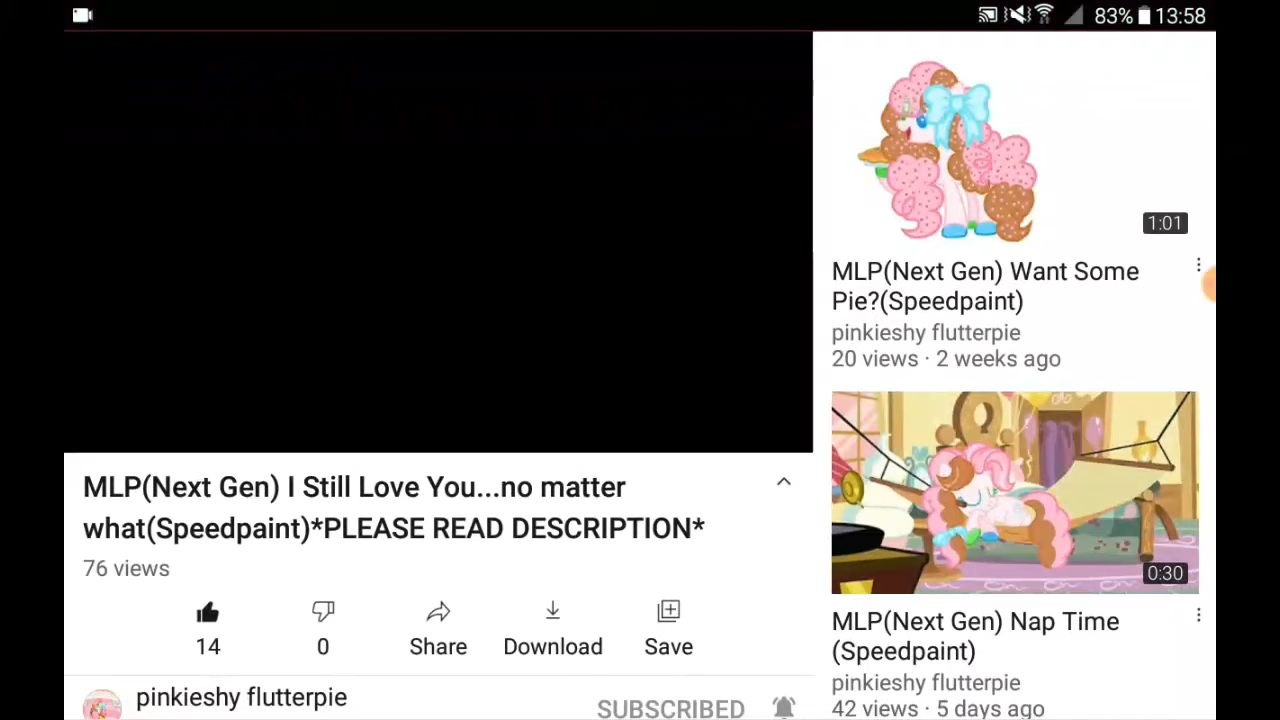 83% 13:58
1:01
MLP(Next Gen) Want Some
Pie?(Speedpaint)
pinkieshy flutterpie
20 views · 2 weeks ago
0:30
MLP(Next Gen) Nap Time
(Speedpaint)
pinkieshy flutterpie
42 views · 5 days ago
MLP(Next Gen) I Still Love You...no matter
what(Speedpaint)*PLEASE READ DESCRIPTION*
76 views
14 0 Share Download Save
pinkieshy flutterpie
SUBSCRIBED